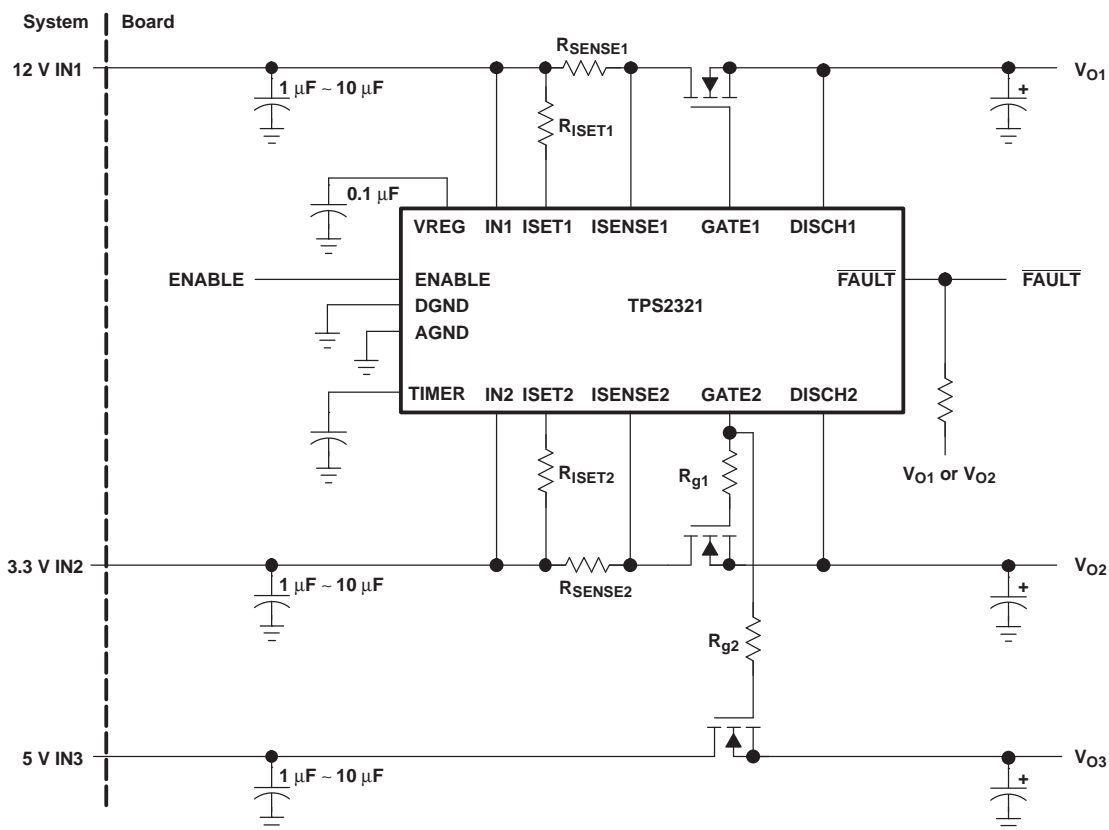 System Board
12 V IN1
RSENSE1
VO1
1 µF ~ 10 µF
+
RISET1
0.1 µF
VREG IN1 ISET1 ISENSE1 GATE1 DISCH1
ENABLE
ENABLE
FAULT
FAULT
DGND
TPS2321
AGND
TIMER IN2 ISET2 ISENSE2 GATE2 DISCH2
RISET2
Rg1
VO1 or VO2
3.3 V IN2
RSENSE2
VO2
1 µF ~ 10 µF
+
Rg2
5 V IN3
VO3
1 µF ~ 10 µF
+